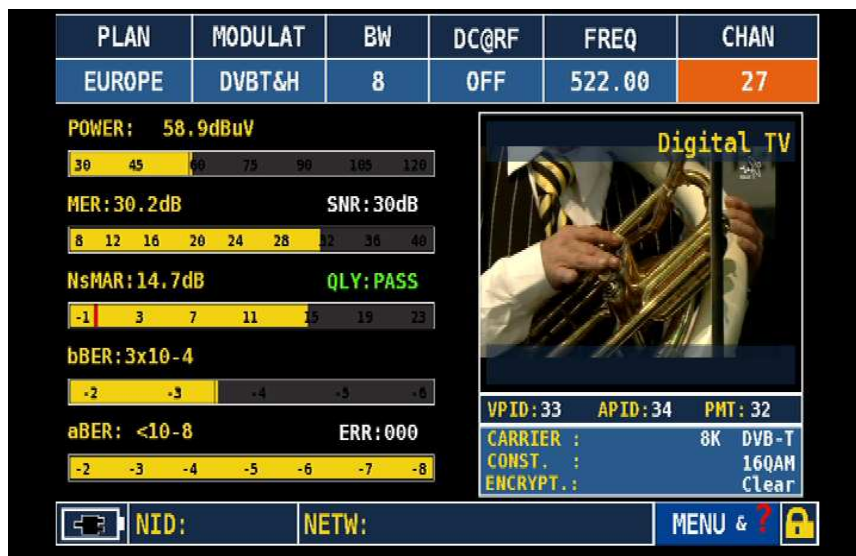 PLAN MODULAT BW DC@RF FREQ CHAN
EUROPE DVBT&H 8 OFF 522.00 27
POWER: 58.9dBuV
30 45 60 75 90 105 120
MER:30.2dB SNR:30dB
8 12 16 20 24 28 32 36 40
NsMAR:14.7dB QLY:PASS
-1 3 7 11 15 19 23
bBER:3x10-4
-2 -3 -4 -5 -6
aBER: <10-8 ERR:000
-2 -3 -4 -5 -6 -7 -8
Digital TV
VPID:33 APID:34 PMT:32
CARRIER : 8K DVB-T
CONST. : 16QAM
ENCRYPT.: Clear
NID: NETW: MENU & ?